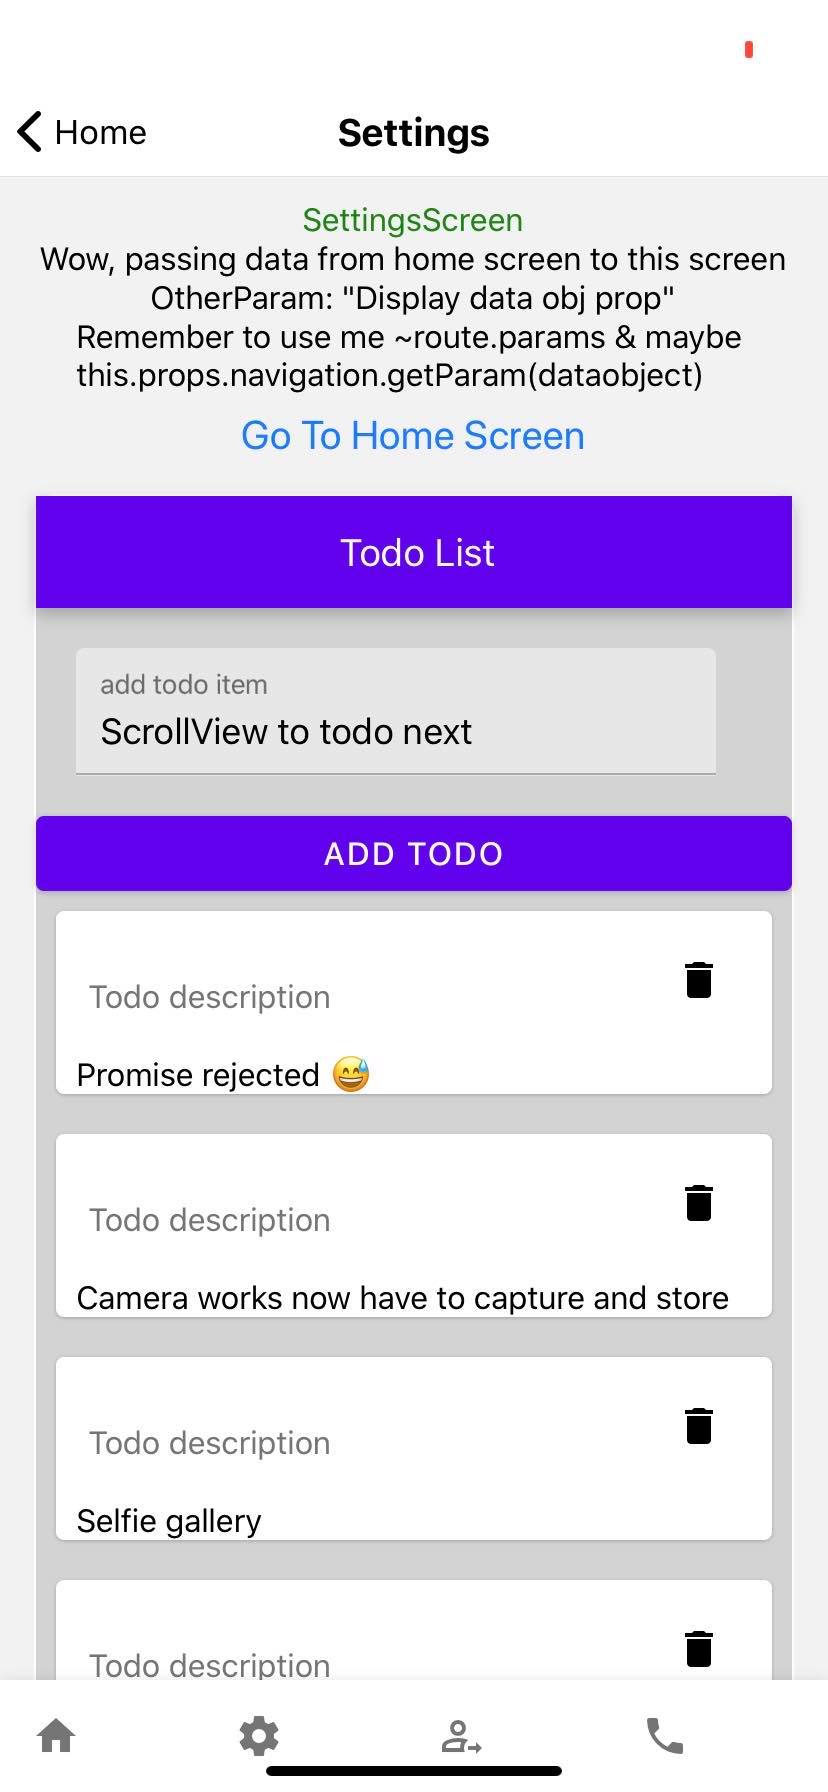 Home
Settings
SettingsScreen
Wow, passing data from home screen to this screen
OtherParam: "Display data obj prop"
Remember to use me ~route.params & maybe
this.props.navigation.getParam(dataobject)
Go To Home Screen
Todo List
add todo item
ScrollView to todo next
ADD TODO
Todo description
Promise rejected 😅
Todo description
Camera works now have to capture and store
Todo description
Selfie gallery
Todo description